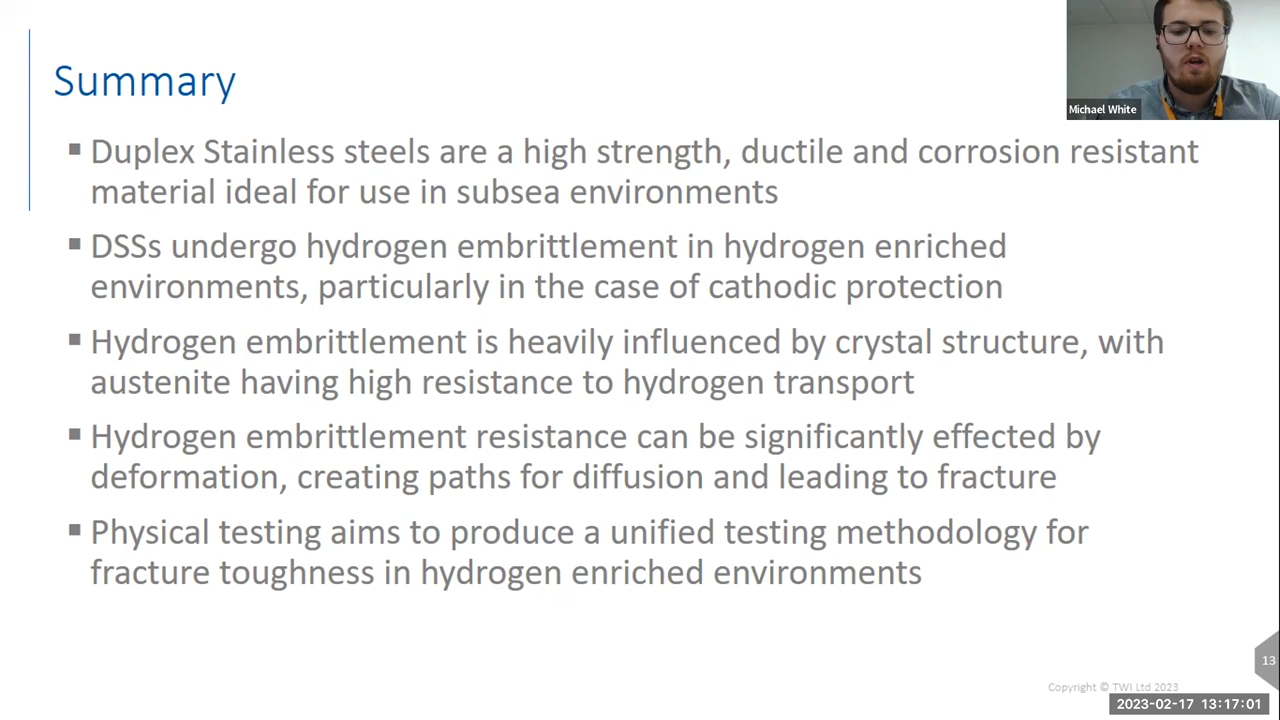 Summary
Michael White
▪ Duplex Stainless steels are a high strength, ductile and corrosion resistant
material ideal for use in subsea environments
▪ DSSs undergo hydrogen embrittlement in hydrogen enriched
environments, particularly in the case of cathodic protection
▪ Hydrogen embrittlement is heavily influenced by crystal structure, with
austenite having high resistance to hydrogen transport
▪ Hydrogen embrittlement resistance can be significantly effected by
deformation, creating paths for diffusion and leading to fracture
▪ Physical testing aims to produce a unified testing methodology for
fracture toughness in hydrogen enriched environments
13
Copyright © TWI Ltd 2023
2023-02-17 13:17:01